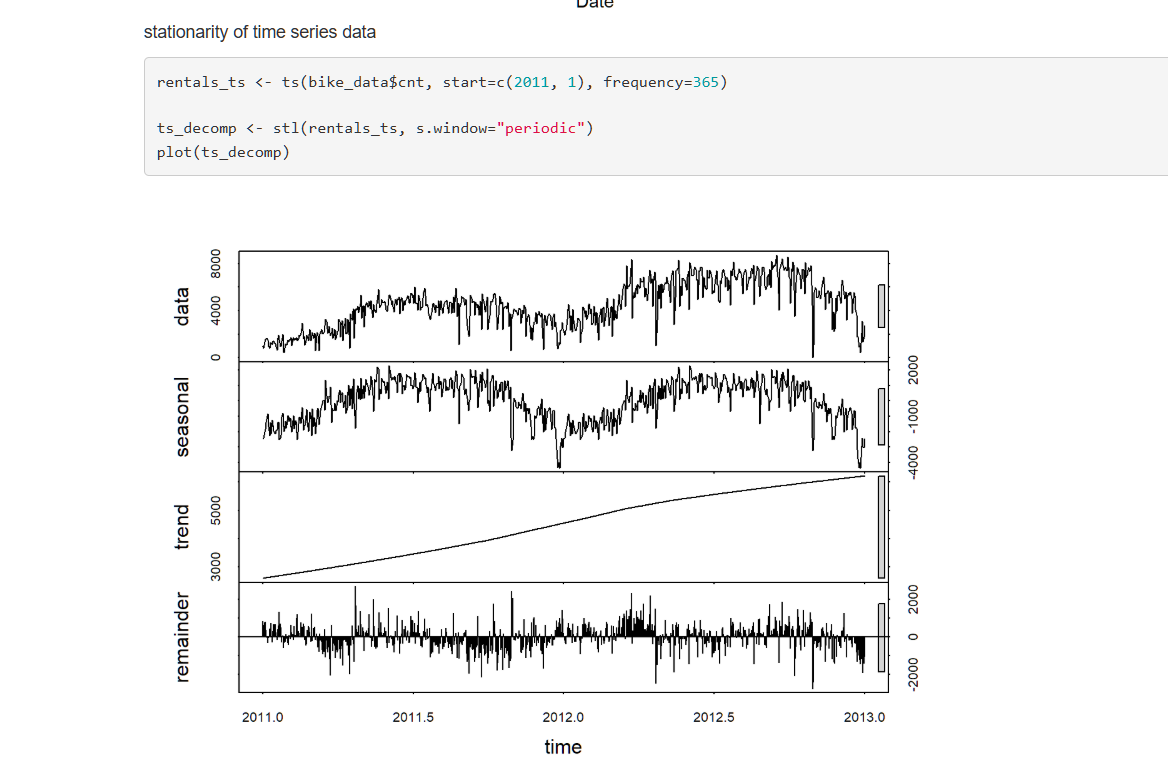 Date
stationarity of time series data
rentals_ts <- ts(bike_data$cnt, start=c(2011, 1), frequency=365)
ts_decomp <- stl(rentals_ts, s.window="periodic")
plot(ts_decomp)
data
0 4000 8000
seasonal
-4000 -1000 2000
trend
3000 5000
remainder
-2000 0 2000
2011.0 2011.5 2012.0 2012.5 2013.0
time